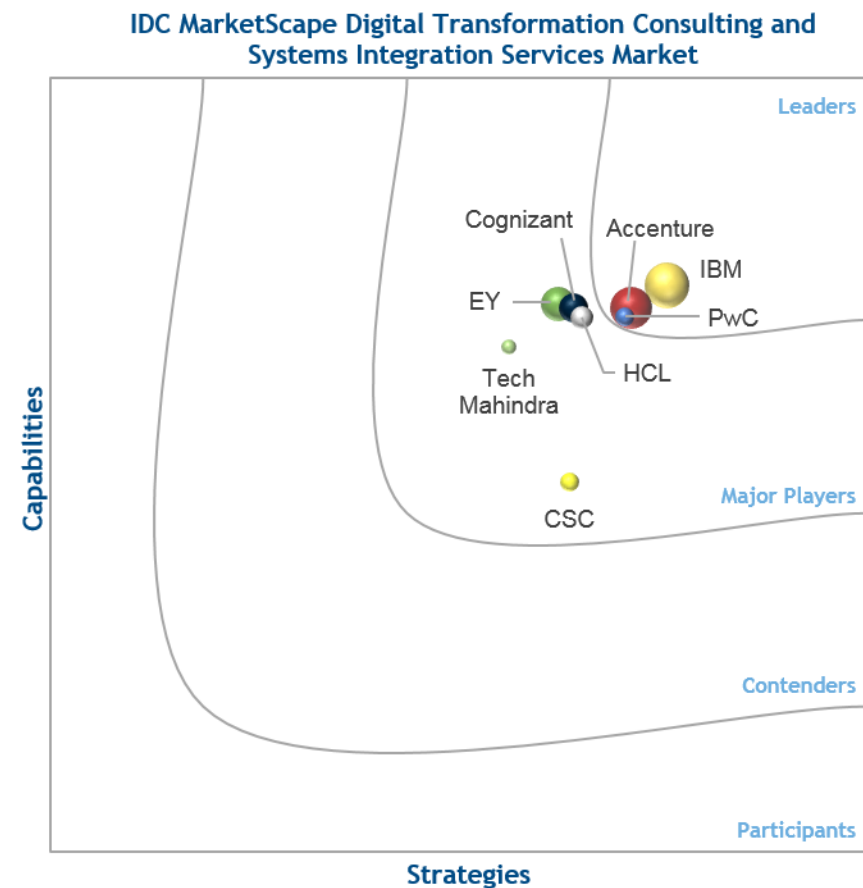 IDC MarketScape Digital Transformation Consulting and
Systems Integration Services Market
Leaders
Cognizant
Accenture
IBM
EY
PwC
HCL
Tech
Mahindra
Capabilities
Major Players
CSC
Contenders
Participants
Strategies